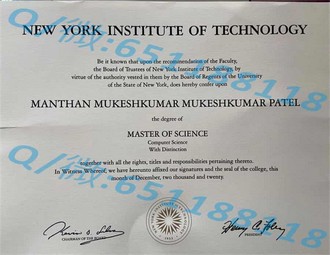 NEW YORK INSTITUTE OF TECHNOLOGY
Be it known that upon the recommendation of the Faculty,
the Board of Trustees of New York Institute of Technology, by
virtue of the authority vested in them by the Board of Regents of the University
of the State of New York, does hereby confer upon
MANTHAN MUKESHKUMAR MUKESHKUMAR PATEL
the degree of
MASTER OF SCIENCE
Computer Science
With Distinction
together with all the rights, titles and responsibilities pertaining thereto.
In Witness Whereof, we have hereunto affixed our signatures and the seal of the college, this
month of December, two thousand and twenty.
CHAIRMAN OF THE BOARD
PRESIDENT
Q/微:651188118
Q/微:651188118